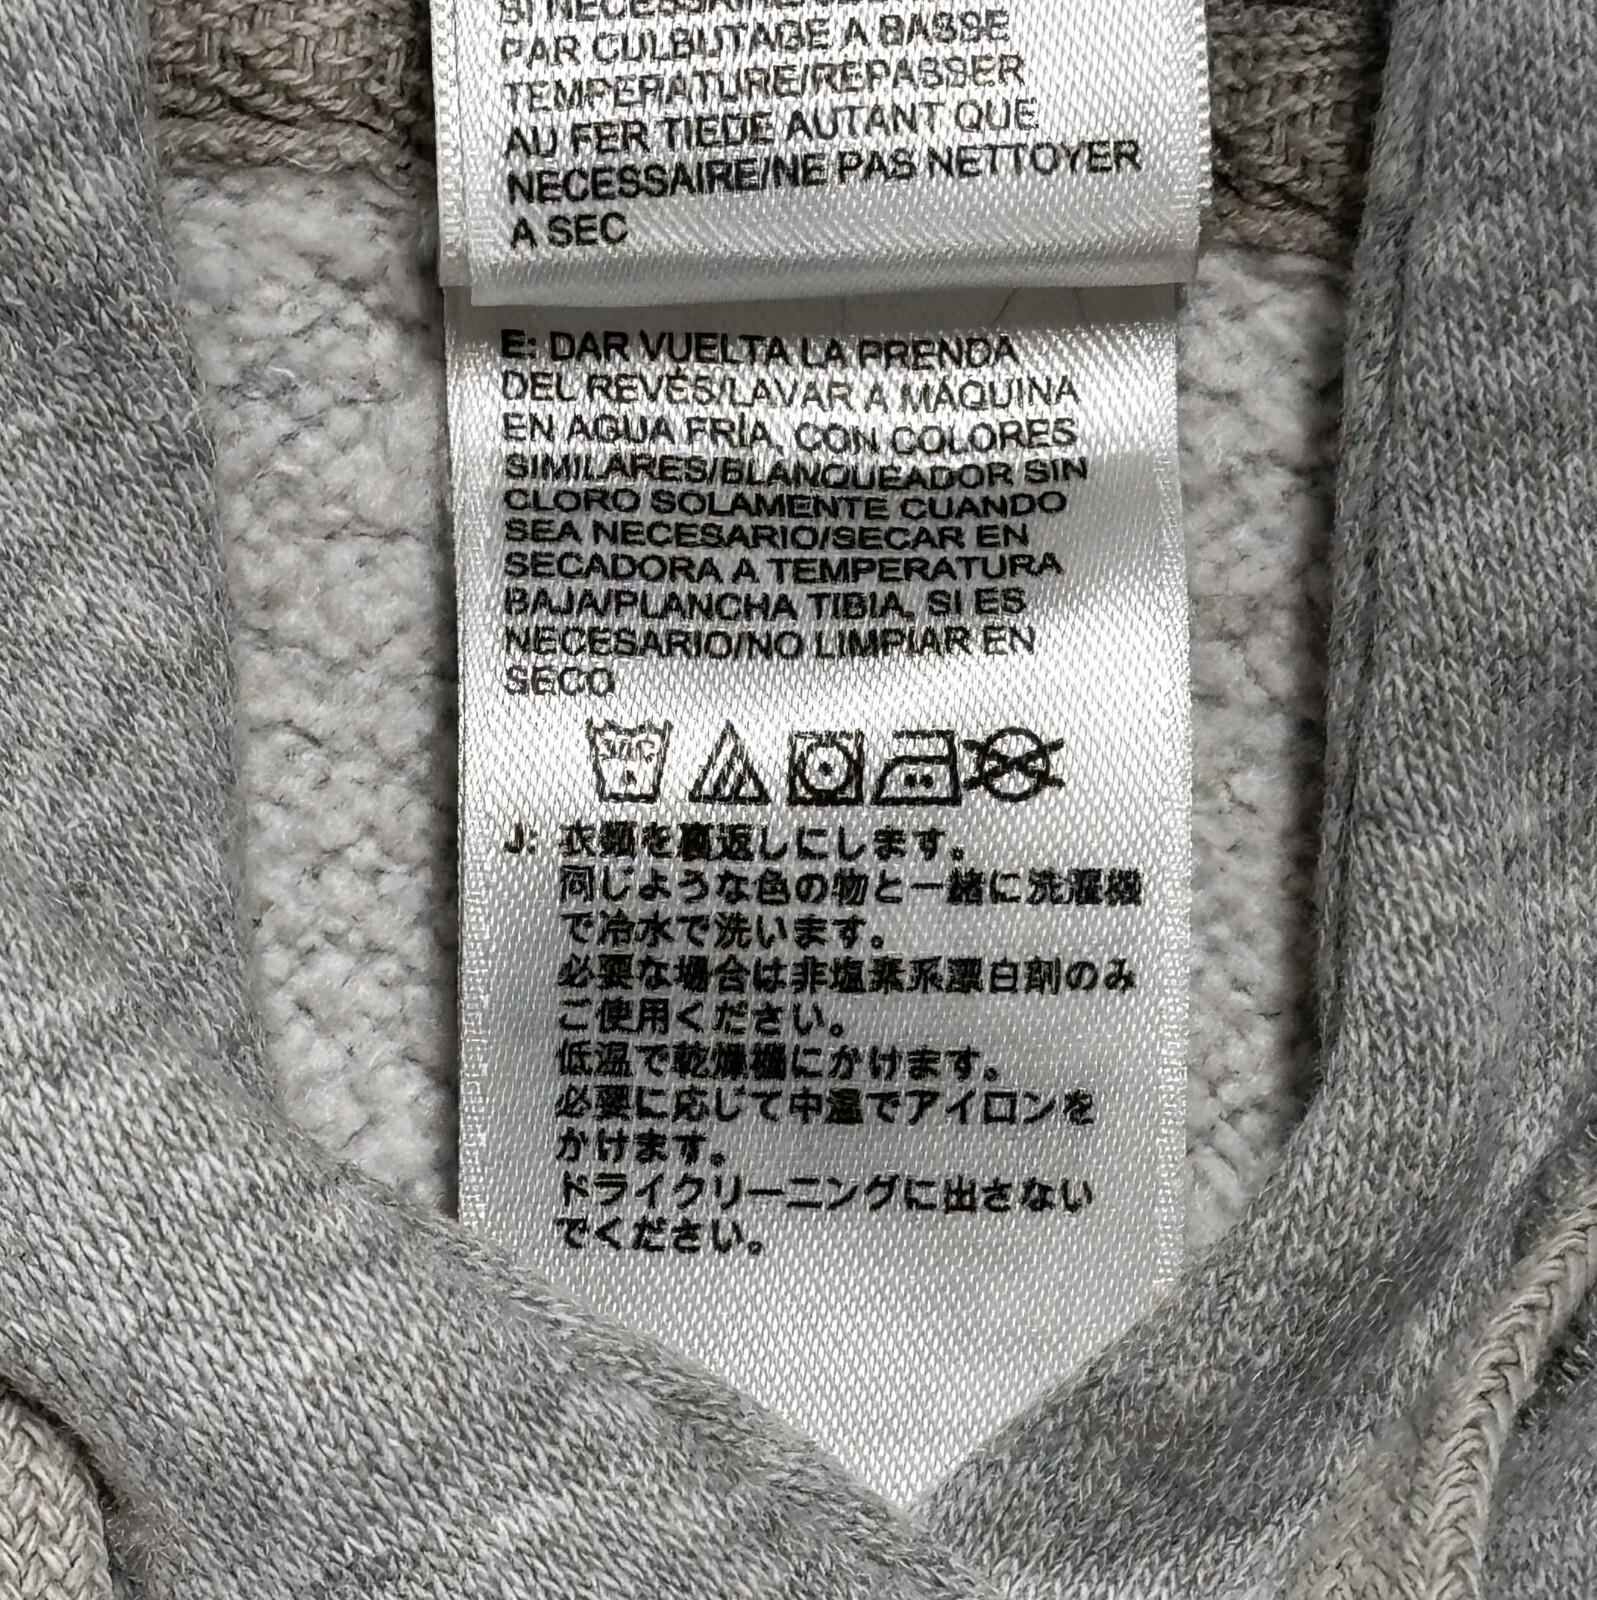 SI NECESSAIRE
PAR CULBUTAGE A BASSE
TEMPERATURE/REPASSER
AU FER TIEDE AUTANT QUE
NECESSAIRE/NE PAS NETTOYER
A SEC
E: DAR VUELTA LA PRENDA
DEL REVÉS/LAVAR A MÁQUINA
EN AGUA FRÍA, CON COLORES
SIMILARES/BLANQUEADOR SIN
CLORO SOLAMENTE CUANDO
SEA NECESARIO/SECAR EN
SECADORA A TEMPERATURA
BAJA/PLANCHA TIBIA, SI ES
NECESARIO/NO LIMPIAR EN
SECO
30C
J: 衣類を裏返しにします。
同じような色の物と一緒に洗濯機
で冷水で洗います。
必要な場合は非塩素系漂白剤のみ
ご使用ください。
低温で乾燥機にかけます。
必要に応じて中温でアイロンを
かけます。
ドライクリーニングに出さない
でください。